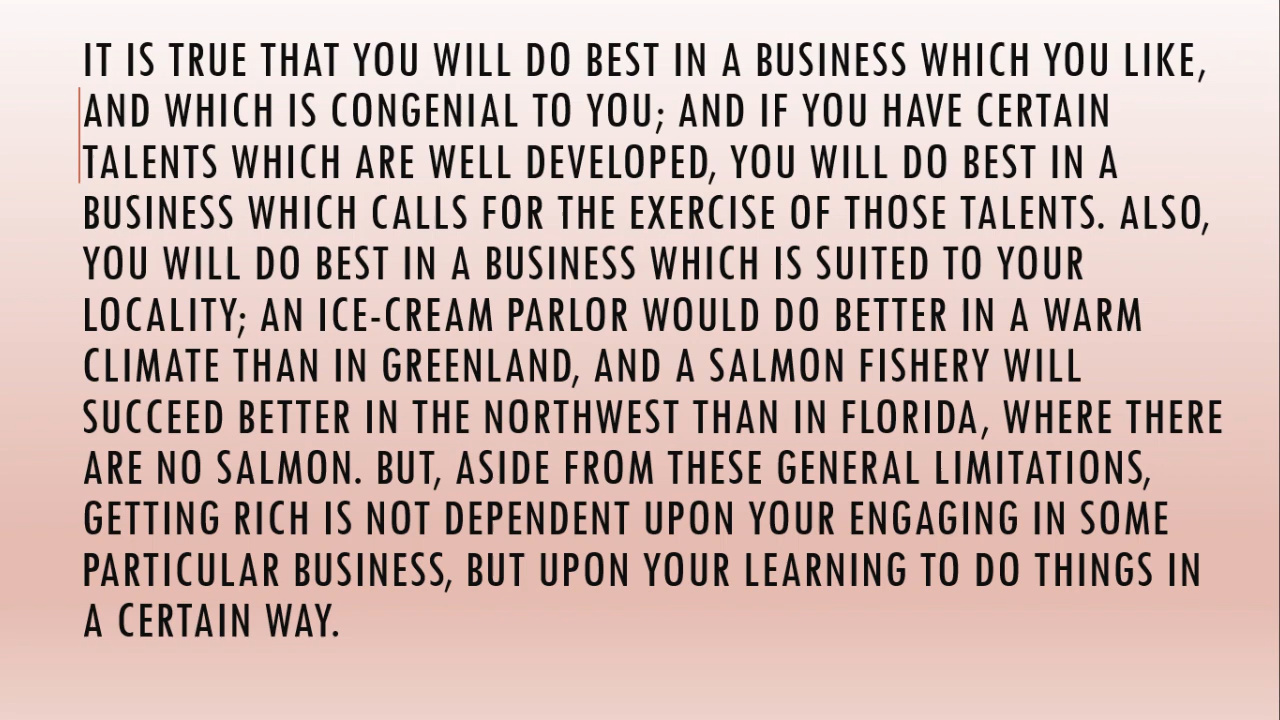 IT IS TRUE THAT YOU WILL DO BEST IN A BUSINESS WHICH YOU LIKE,
AND WHICH IS CONGENIAL TO YOU; AND IF YOU HAVE CERTAIN
TALENTS WHICH ARE WELL DEVELOPED, YOU WILL DO BEST IN A
BUSINESS WHICH CALLS FOR THE EXERCISE OF THOSE TALENTS. ALSO,
YOU WILL DO BEST IN A BUSINESS WHICH IS SUITED TO YOUR
LOCALITY; AN ICE-CREAM PARLOR WOULD DO BETTER IN A WARM
CLIMATE THAN IN GREENLAND, AND A SALMON FISHERY WILL
SUCCEED BETTER IN THE NORTHWEST THAN IN FLORIDA, WHERE THERE
ARE NO SALMON. BUT, ASIDE FROM THESE GENERAL LIMITATIONS,
GETTING RICH IS NOT DEPENDENT UPON YOUR ENGAGING IN SOME
PARTICULAR BUSINESS, BUT UPON YOUR LEARNING TO DO THINGS IN
A CERTAIN WAY.